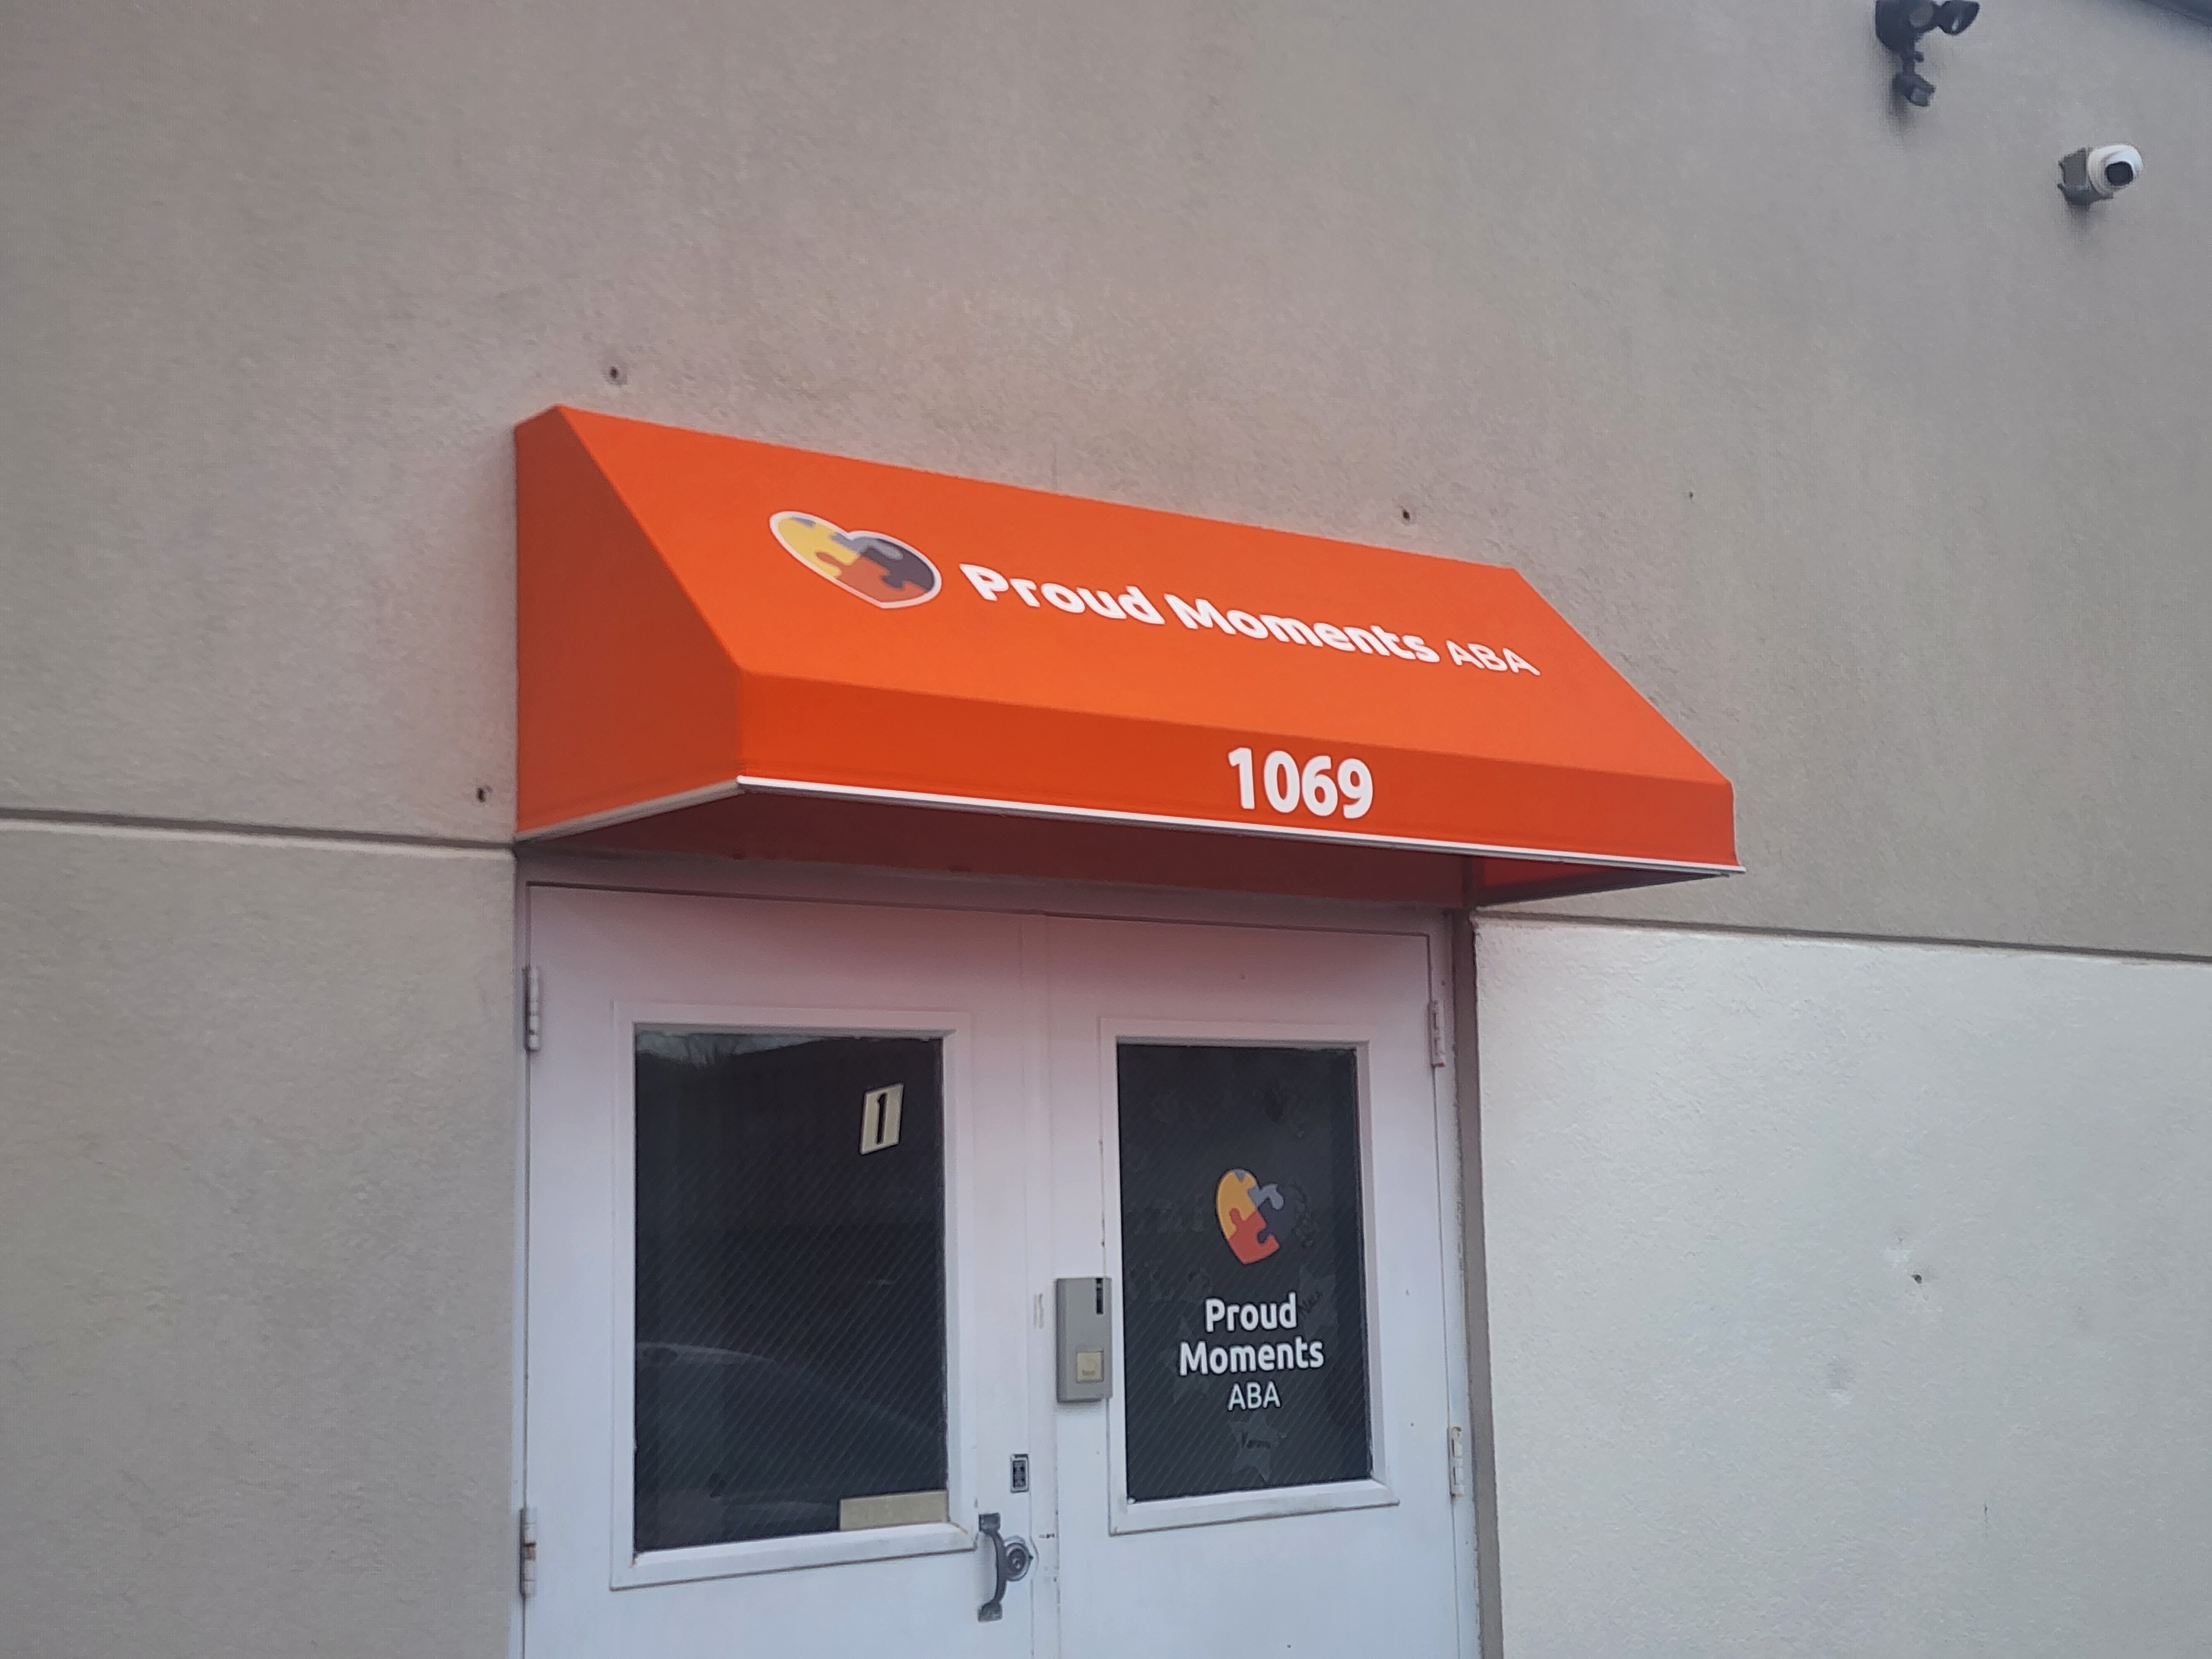 Proud Moments ABA
1069
1
Proud
Moments
ABA